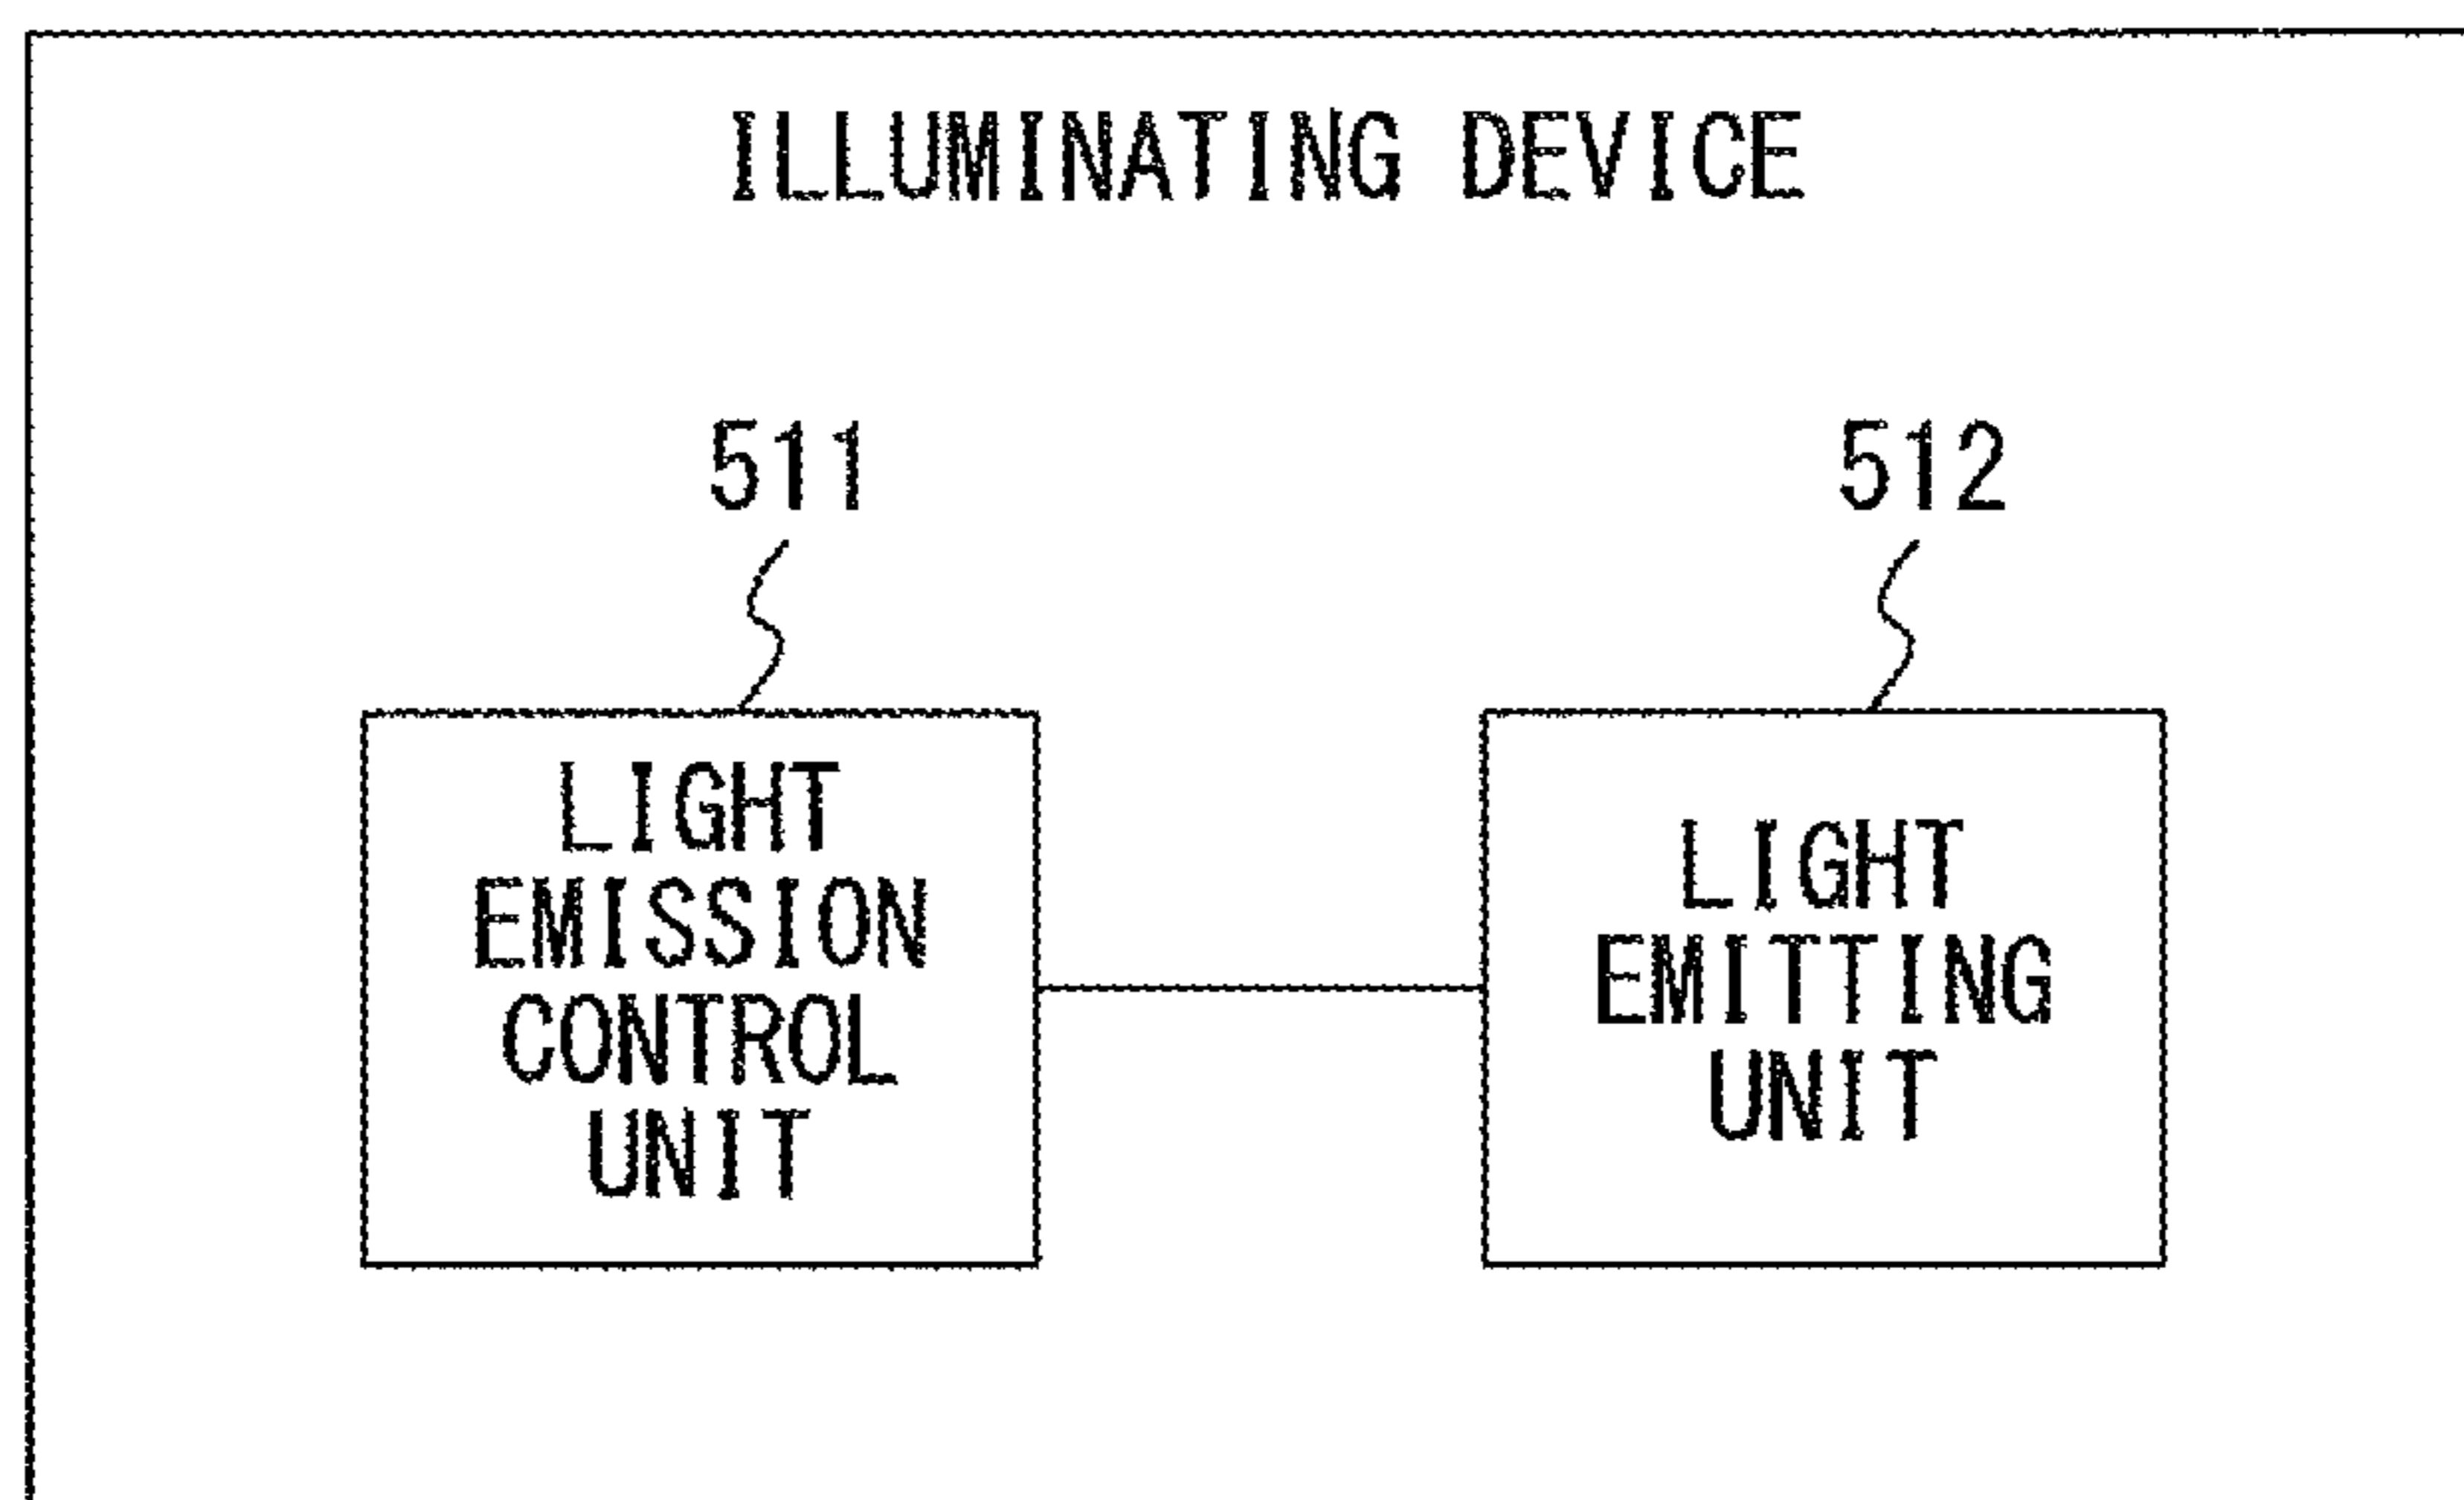 ILLUMINATING DEVICE
511
512
LIGHT
EMISSION
CONTROL
UNIT
LIGHT
EMITTING
UNIT